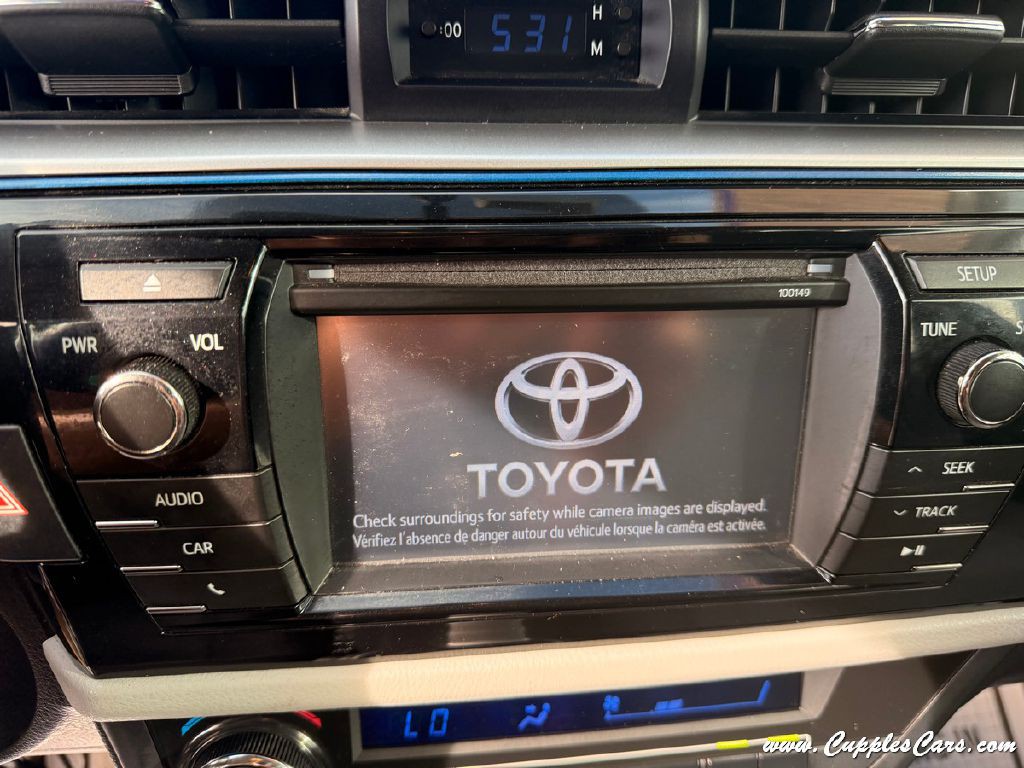 :00 531 H
M
SETUP
100149
PWR VOL
TUNE S
TOYOTA
Check surroundings for safety while camera images are displayed.
Vérifiez l'absence de danger autour du véhicule lorsque la caméra est activée.
AUDIO
CAR
SEEK
TRACK
LO
www.CupplesCars.com